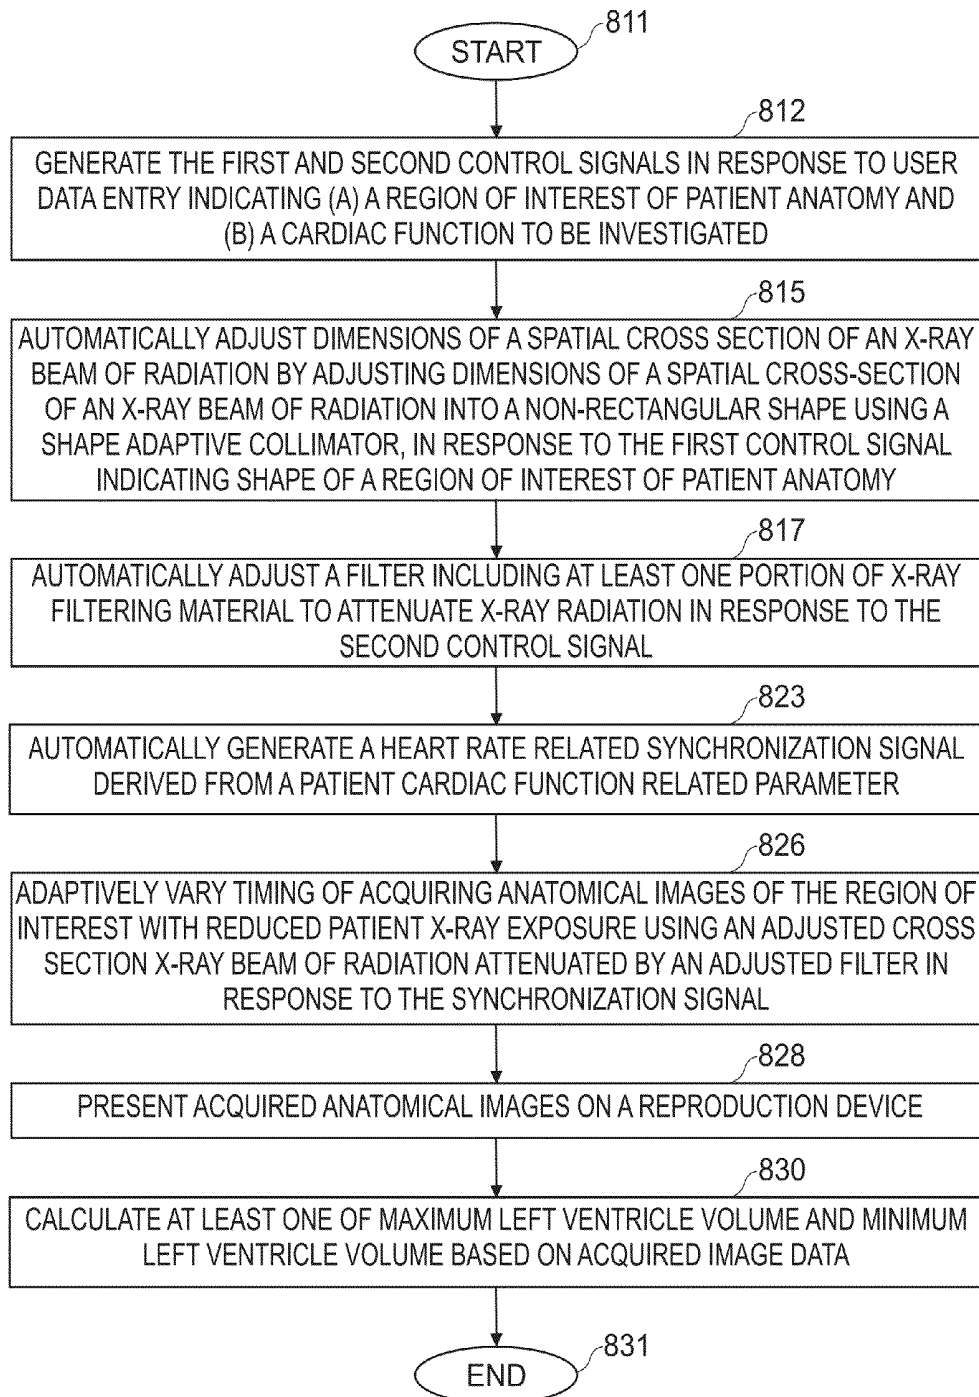 811
START
812
GENERATE THE FIRST AND SECOND CONTROL SIGNALS IN RESPONSE TO USER
DATA ENTRY INDICATING (A) A REGION OF INTEREST OF PATIENT ANATOMY AND
(B) A CARDIAC FUNCTION TO BE INVESTIGATED
815
AUTOMATICALLY ADJUST DIMENSIONS OF A SPATIAL CROSS SECTION OF AN X-RAY
BEAM OF RADIATION BY ADJUSTING DIMENSIONS OF A SPATIAL CROSS-SECTION
OF AN X-RAY BEAM OF RADIATION INTO A NON-RECTANGULAR SHAPE USING A
SHAPE ADAPTIVE COLLIMATOR, IN RESPONSE TO THE FIRST CONTROL SIGNAL
INDICATING SHAPE OF A REGION OF INTEREST OF PATIENT ANATOMY
817
AUTOMATICALLY ADJUST A FILTER INCLUDING AT LEAST ONE PORTION OF X-RAY
FILTERING MATERIAL TO ATTENUATE X-RAY RADIATION IN RESPONSE TO THE
SECOND CONTROL SIGNAL
823
AUTOMATICALLY GENERATE A HEART RATE RELATED SYNCHRONIZATION SIGNAL
DERIVED FROM A PATIENT CARDIAC FUNCTION RELATED PARAMETER
826
ADAPTIVELY VARY TIMING OF ACQUIRING ANATOMICAL IMAGES OF THE REGION OF
INTEREST WITH REDUCED PATIENT X-RAY EXPOSURE USING AN ADJUSTED CROSS
SECTION X-RAY BEAM OF RADIATION ATTENUATED BY AN ADJUSTED FILTER IN
RESPONSE TO THE SYNCHRONIZATION SIGNAL
828
PRESENT ACQUIRED ANATOMICAL IMAGES ON A REPRODUCTION DEVICE
830
CALCULATE AT LEAST ONE OF MAXIMUM LEFT VENTRICLE VOLUME AND MINIMUM
LEFT VENTRICLE VOLUME BASED ON ACQUIRED IMAGE DATA
831
END